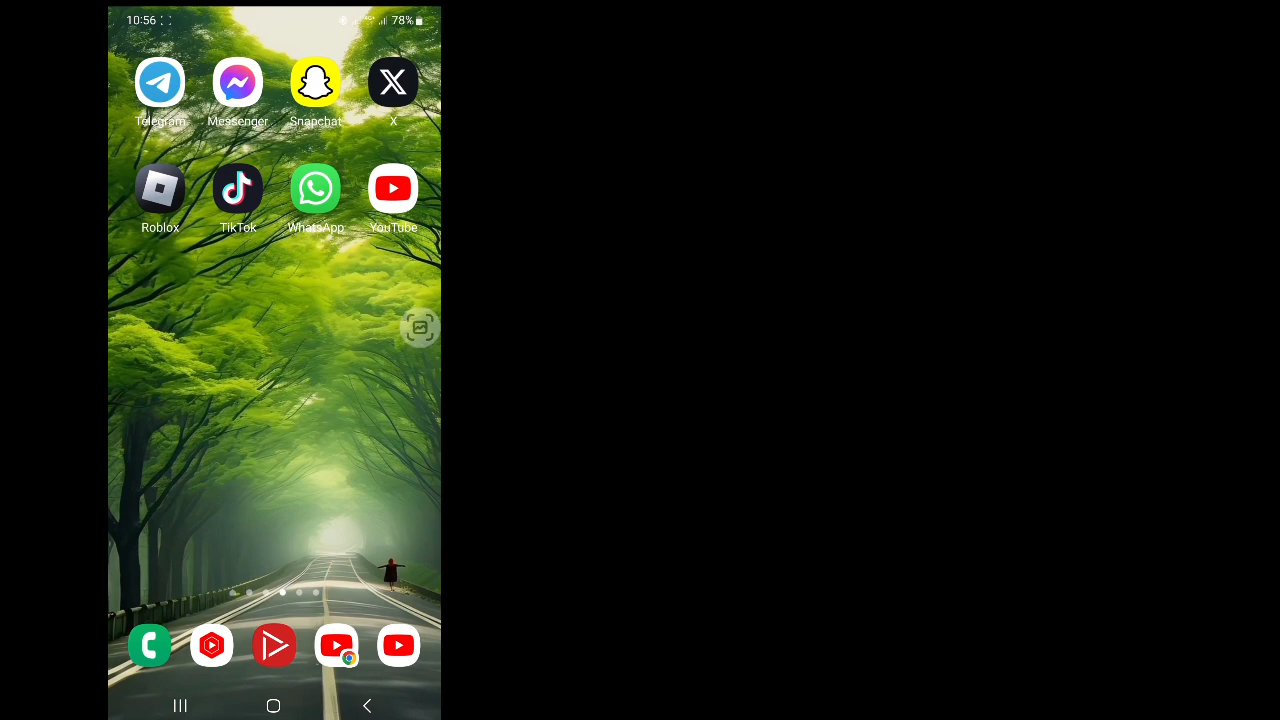 10:56
78%
Telegram
Messenger
Snapchat
X
Roblox
TikTok
WhatsApp
YouTube